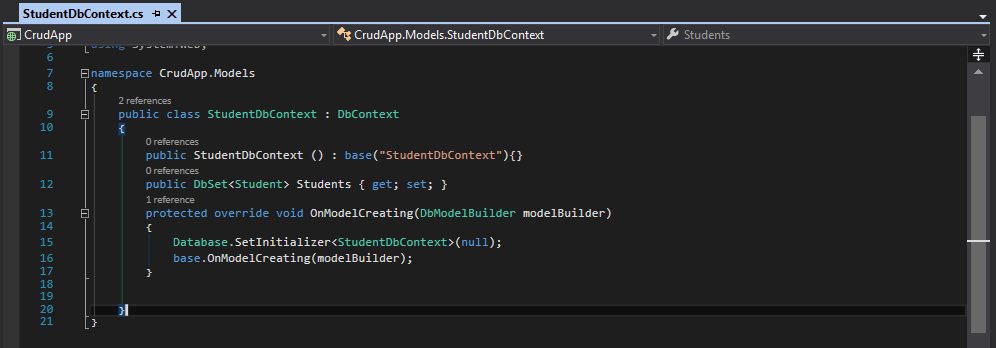 StudentDbContext.cs
CrudApp CrudApp.Models.StudentDbContext Students
5 using System.Web;
6
7 namespace CrudApp.Models
8 {
2 references
9 public class StudentDbContext : DbContext
10 {
0 references
11 public StudentDbContext () : base("StudentDbContext"){}
0 references
12 public DbSet<Student> Students { get; set; }
1 reference
13 protected override void OnModelCreating(DbModelBuilder modelBuilder)
14 {
15 Database.SetInitializer<StudentDbContext>(null);
16 base.OnModelCreating(modelBuilder);
17 }
18
19
20 }
21 }